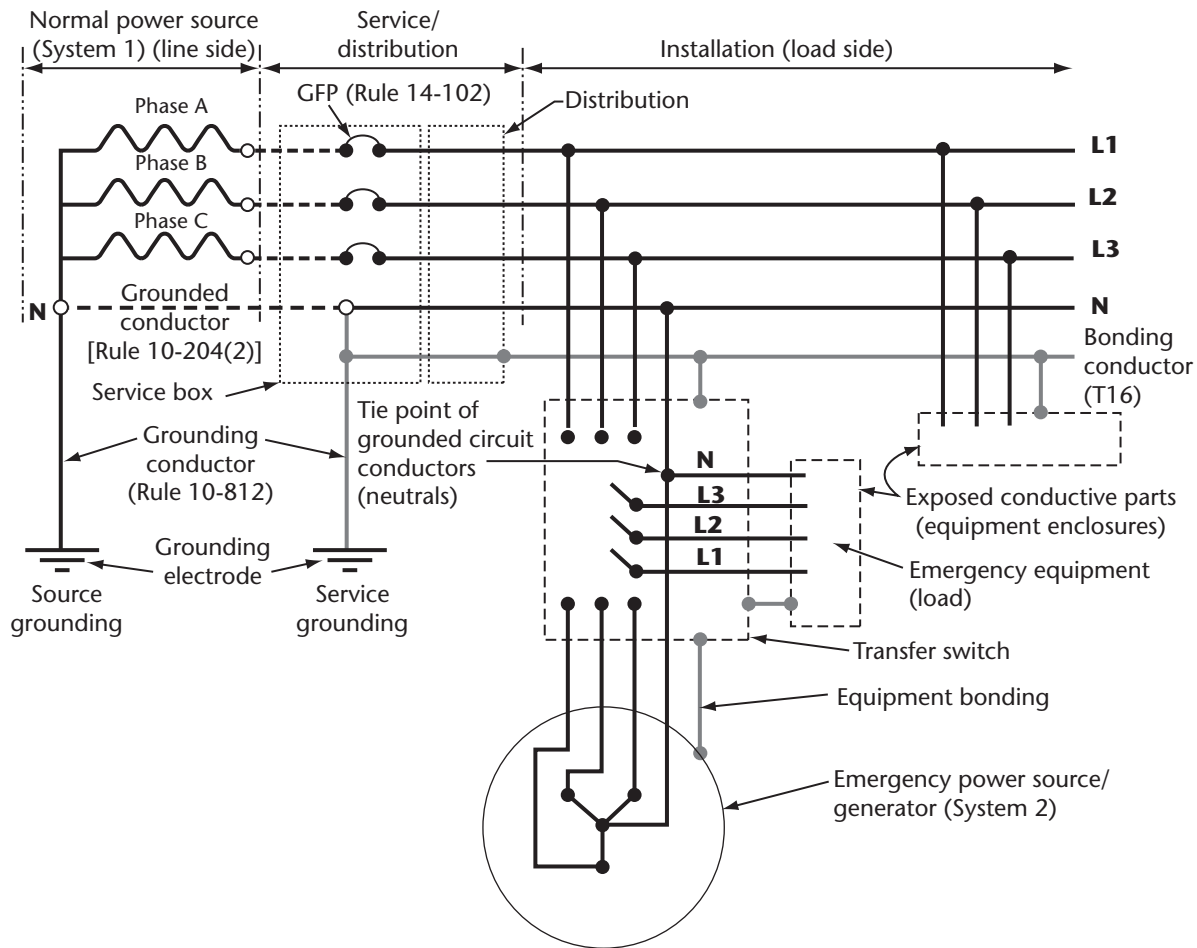 Normal power source
(System 1) (line side)
Service/
distribution
Installation (load side)
GFP (Rule 14-102)
Distribution
Phase A
L1
Phase B
L2
Phase C
L3
N
Grounded
conductor
[Rule 10-204(2)]
N
Bonding
conductor
(T16)
Service box
Tie point of
grounded circuit
conductors
(neutrals)
Grounding
conductor
(Rule 10-812)
N
L3
L2
L1
Exposed conductive parts
(equipment enclosures)
Grounding
electrode
Emergency equipment
(load)
Source
grounding
Service
grounding
Transfer switch
Equipment bonding
Emergency power source/
generator (System 2)